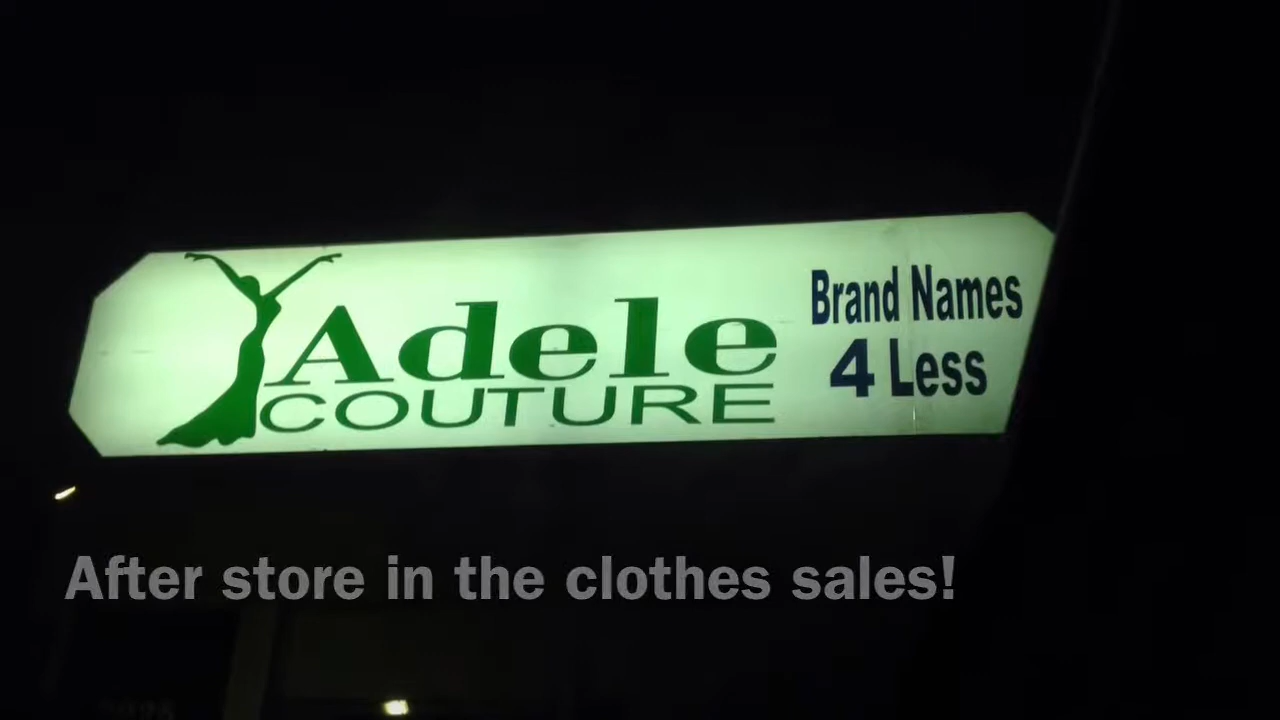 Adele
COUTURE
Brand Names
4 Less
After store in the clothes sales!